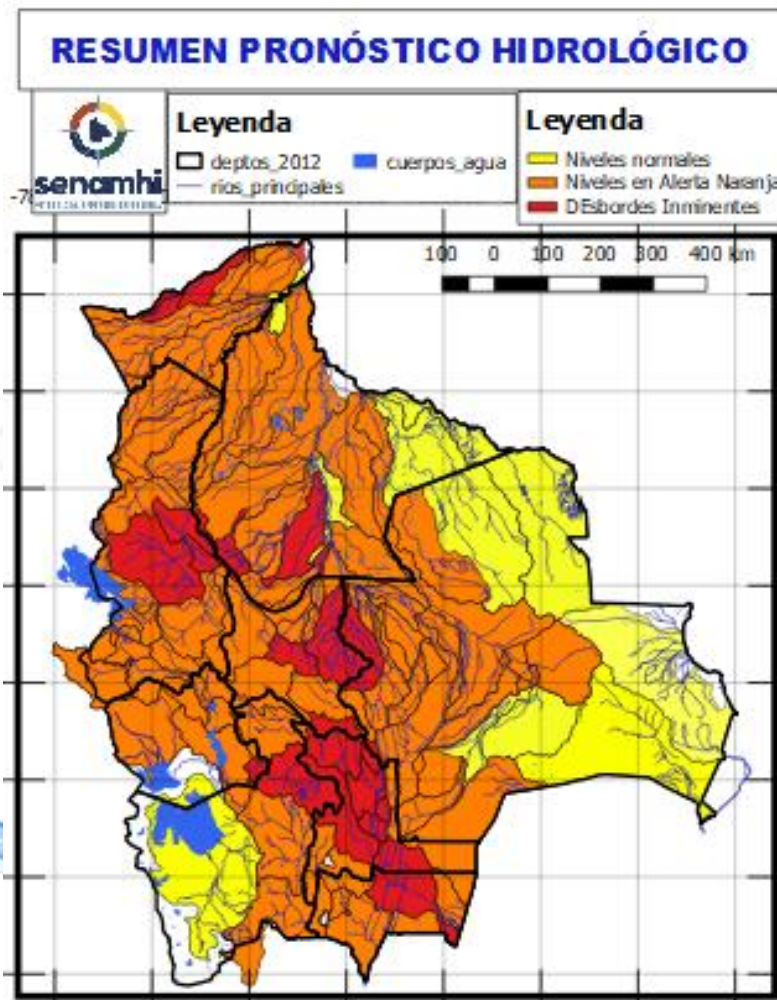 RESUMEN PRONÓSTICO HIDROLÓGICO
senamhi
Leyenda
deptos_2012
cuerpos_agua
rios_principales
Leyenda
Niveles normales
Niveles en Alerta Naranja
DEsbordes Inminentes
100 0 100 200 300 400 km